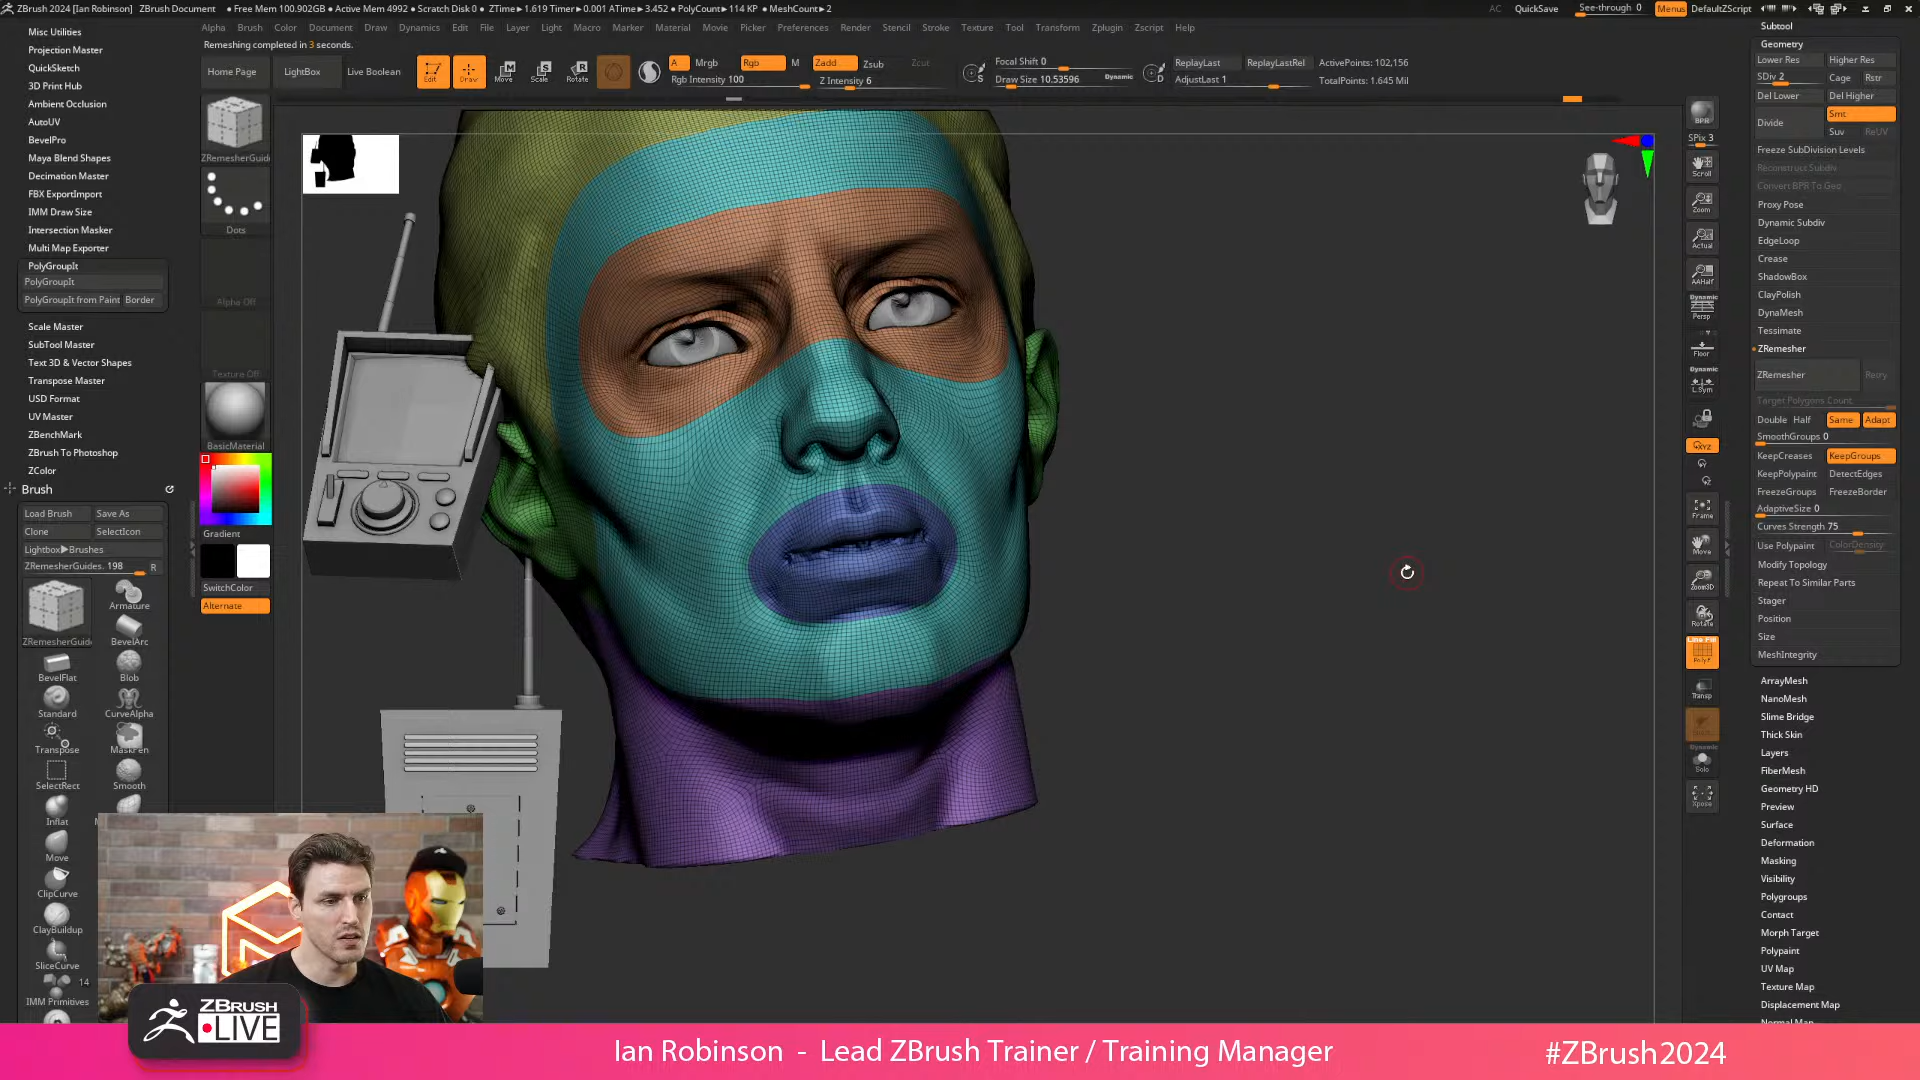 ZBrush 2024 [Ian Robinson] ZBrush Document • Free Mem 100.902GB • Active Mem 4992 • Scratch Disk 0 • ZTime▸1.619 Timer▸0.001 ATime▸3.452 • PolyCount▸114 KP • MeshCount▸2 AC QuickSave See-through 0 Menus DefaultZScript
Alpha Brush Color Document Draw Dynamics Edit File Layer Light Macro Marker Material Movie Picker Preferences Render Stencil Stroke Texture Tool Transform Zplugin Zscript Help
Remeshing completed in 3 seconds.
Home Page LightBox Live Boolean Edit Draw Move Scale Rotate
A Mrgb Rgb M Zadd Zsub Zcut
Rgb Intensity 100 Z Intensity 6
Focal Shift 0
Draw Size 10.53596 Dynamic
ReplayLast ReplayLastRel
AdjustLast 1
ActivePoints: 102,156
TotalPoints: 1.645 Mil
Misc Utilities
Projection Master
QuickSketch
3D Print Hub
Ambient Occlusion
AutoUV
BevelPro
Maya Blend Shapes
Decimation Master
FBX ExportImport
IMM Draw Size
Intersection Masker
Multi Map Exporter
PolyGroupIt
PolyGroupIt
PolyGroupIt from Paint Border
Scale Master
SubTool Master
Text 3D & Vector Shapes
Transpose Master
USD Format
UV Master
ZBenchMark
ZBrush To Photoshop
ZColor
Brush
Load Brush Save As
Clone SelectIcon
Lightbox▶Brushes
ZRemesherGuides. 198 R
ZRemesherGuid
Armature
BevelArc
BevelFlat Blob
Standard CurveAlpha
Transpose MaskPen
SelectRect Smooth
Inflat
Move
ClipCurve
ClayBuildup
SliceCurve
14
IMM Primitives
ZRemesherGuid
Dots
Alpha Off
Texture Off
BasicMaterial
Gradient
SwitchColor
Alternate
BPR
SPix 3
Scroll
Zoom
Actual
AAHalf
Dynamic
Persp
Floor
Dynamic
L.Sym
XYZ
Frame
Move
Zoom3D
Rotate
Line Fill
PolyF
Transp
Dynamic
Solo
Xpose
Subtool
Geometry
Lower Res Higher Res
SDiv 2 Cage Rstr
Del Lower Del Higher
Divide Smt
Suv ReUV
Freeze SubDivision Levels
Reconstruct Subdiv
Convert BPR To Geo
Proxy Pose
Dynamic Subdiv
EdgeLoop
Crease
ShadowBox
ClayPolish
DynaMesh
Tessimate
ZRemesher
ZRemesher Retry
Target Polygons Count
Double Half Same Adapt
SmoothGroups 0
KeepCreases KeepGroups
KeepPolypaint DetectEdges
FreezeGroups FreezeBorder
AdaptiveSize 0
Curves Strength 75
Use Polypaint ColorDensity
Modify Topology
Repeat To Similar Parts
Stager
Position
Size
MeshIntegrity
ArrayMesh
NanoMesh
Slime Bridge
Thick Skin
Layers
FiberMesh
Geometry HD
Preview
Surface
Deformation
Masking
Visibility
Polygroups
Contact
Morph Target
Polypaint
UV Map
Texture Map
Displacement Map
Normal Map
ZBRUSH
LIVE
Ian Robinson - Lead ZBrush Trainer / Training Manager
#ZBrush2024